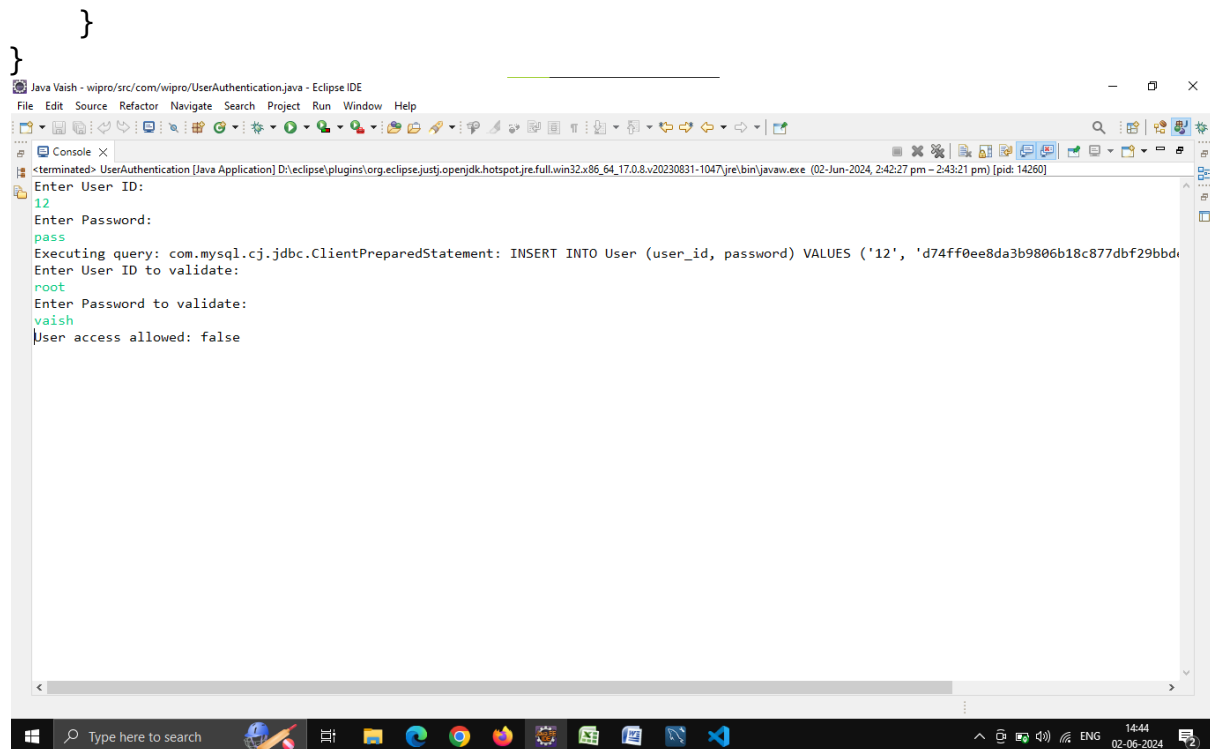 }
}
Java Vaish - wipro/src/com/wipro/UserAuthentication.java - Eclipse IDE
File Edit Source Refactor Navigate Search Project Run Window Help
Console
<terminated> UserAuthentication [Java Application] D:\eclipse\plugins\org.eclipse.justj.openjdk.hotspot.jre.full.win32.x86_64_17.0.8.v20230831-1047\jre\bin\javaw.exe (02-Jun-2024, 2:42:27 pm – 2:43:21 pm) [pid: 14260]
Enter User ID:
12
Enter Password:
pass
Executing query: com.mysql.cj.jdbc.ClientPreparedStatement: INSERT INTO User (user_id, password) VALUES ('12', 'd74ff0ee8da3b9806b18c877dbf29bbd
Enter User ID to validate:
root
Enter Password to validate:
vaish
User access allowed: false
Type here to search
ENG
14:44
02-06-2024
2